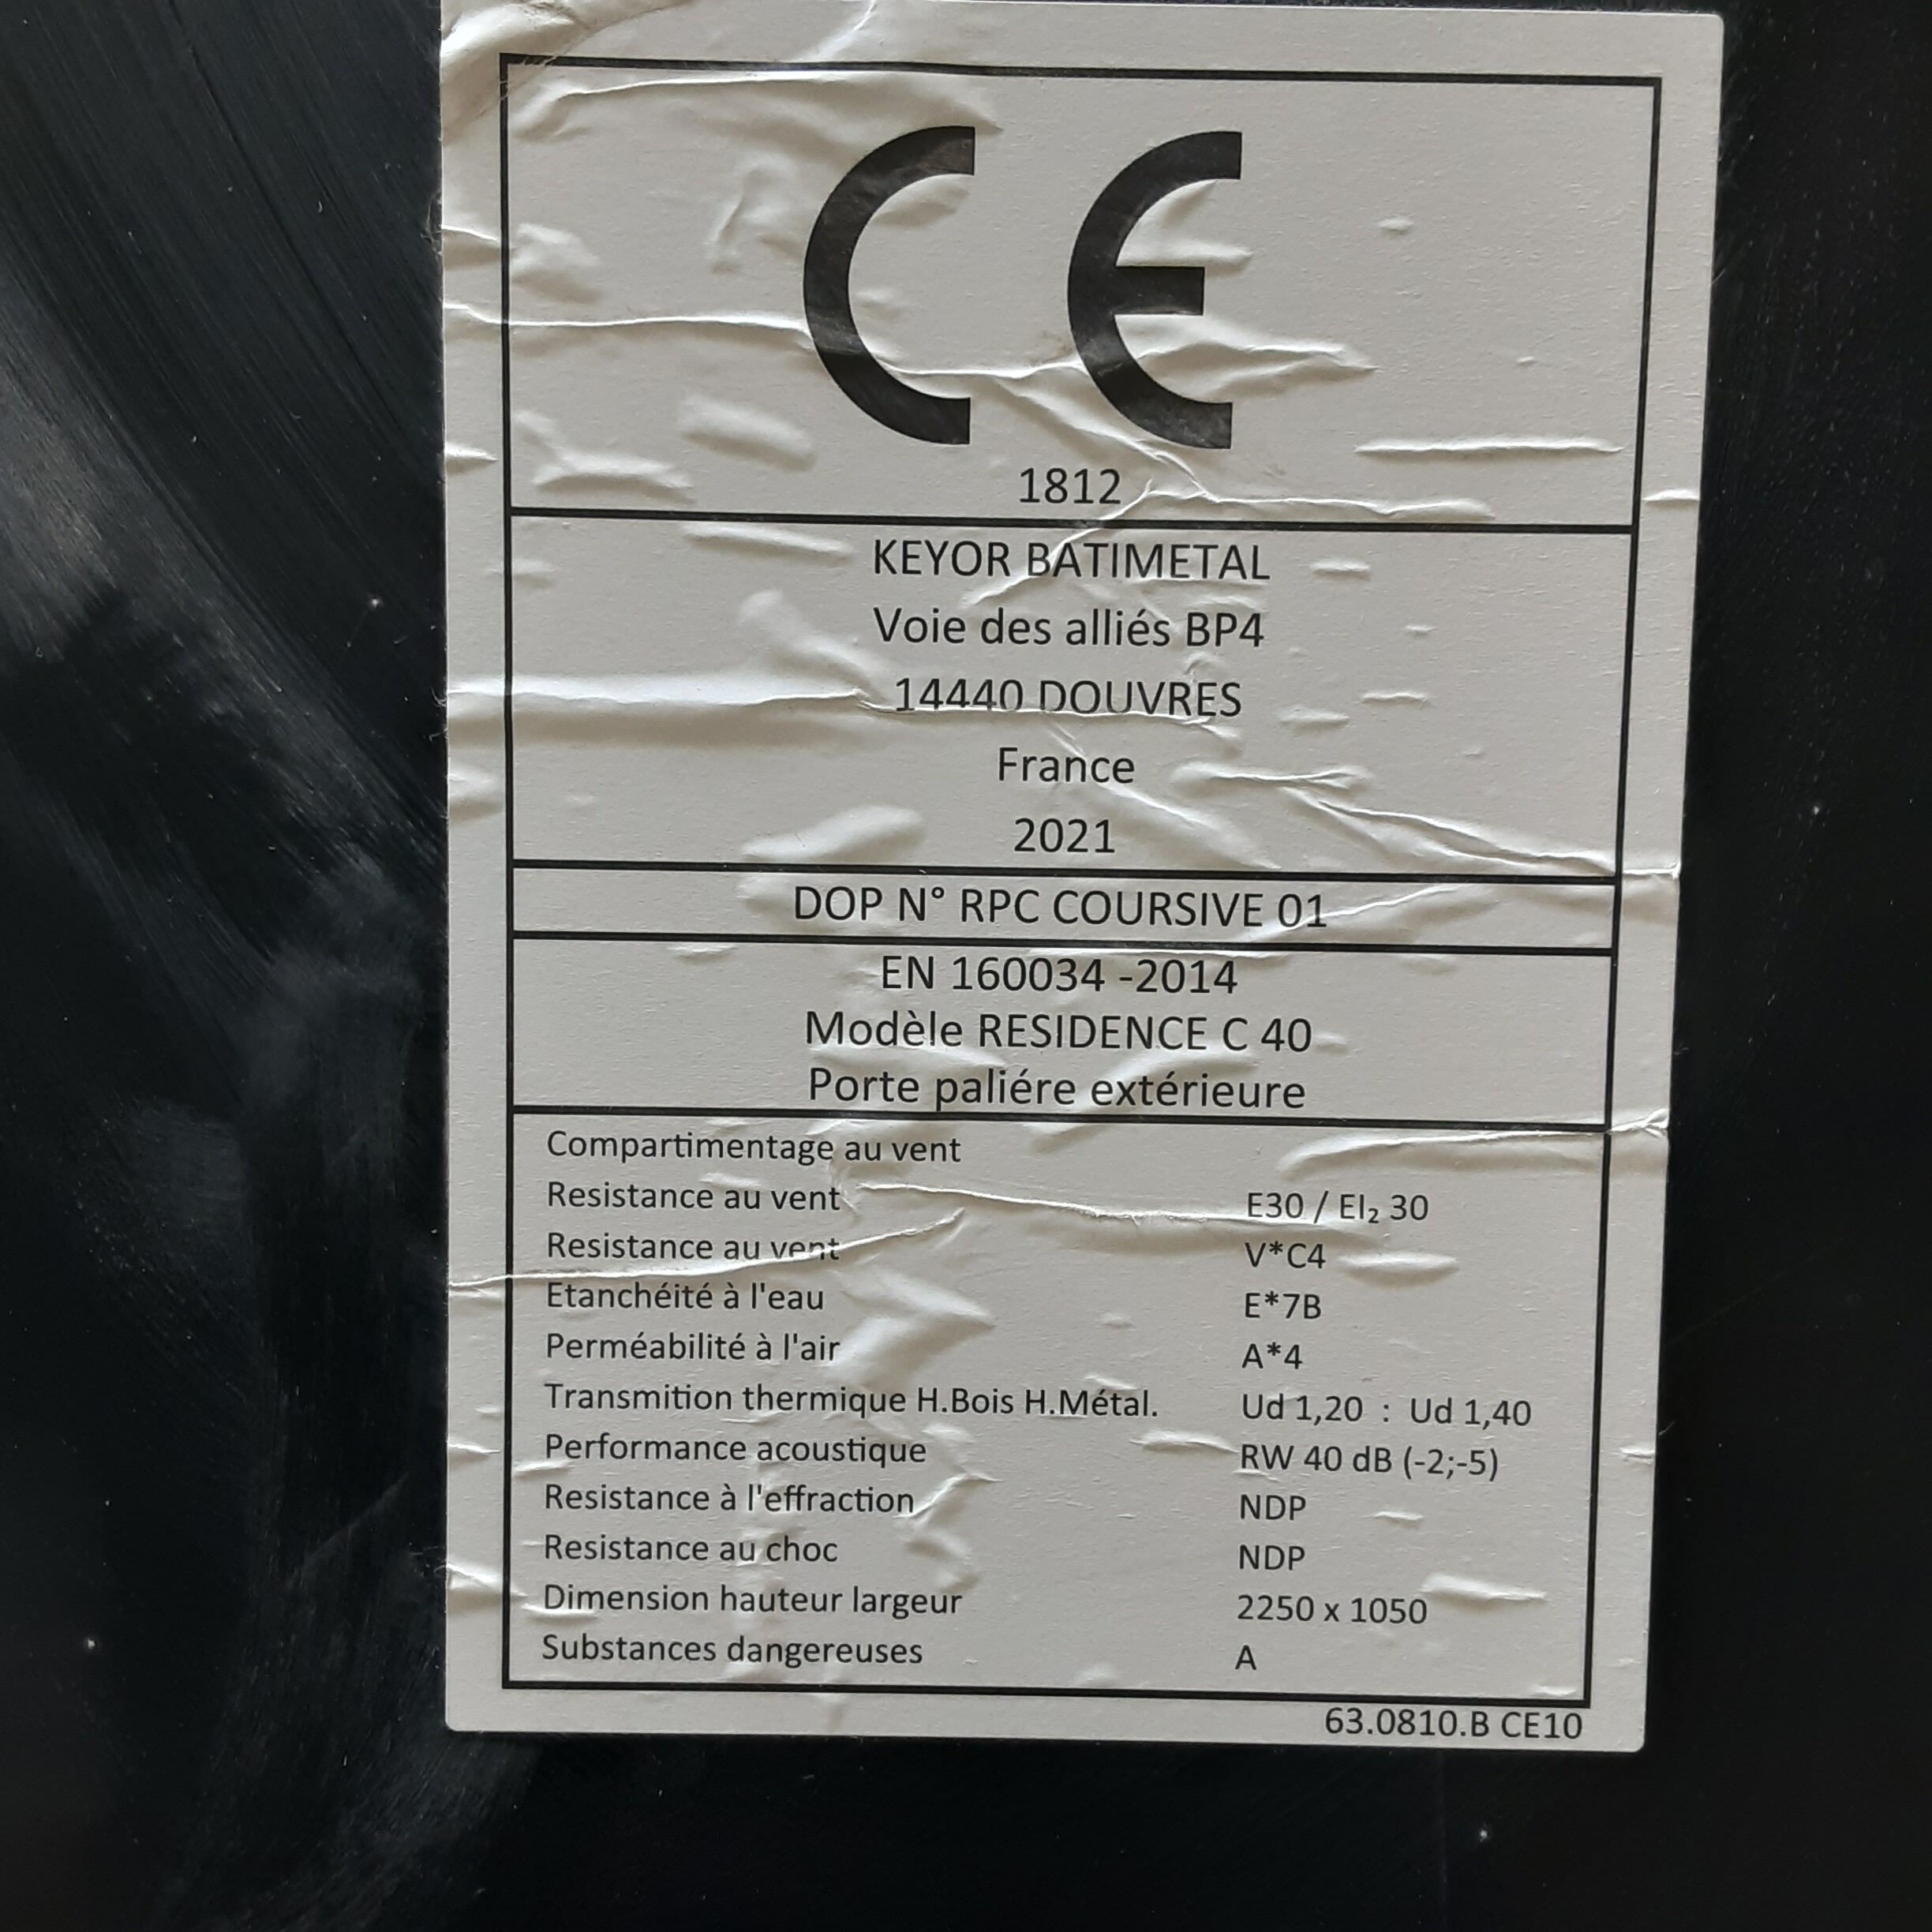 CE
1812
KEYOR BATIMETAL
Voie des alliés BP4
14440 DOUVRES
France
2021
DOP N° RPC COURSIVE 01
EN 160034 -2014
Modèle RESIDENCE C 40
Porte paliére extérieure
Compartimentage au vent
Resistance au vent E30 / EI₂ 30
Resistance au vent V*C4
Etanchéité à l'eau E*7B
Perméabilité à l'air A*4
Transmition thermique H.Bois H.Métal. Ud 1,20 : Ud 1,40
Performance acoustique RW 40 dB (-2;-5)
Resistance à l'effraction NDP
Resistance au choc NDP
Dimension hauteur largeur 2250 x 1050
Substances dangereuses A
63.0810.B CE10